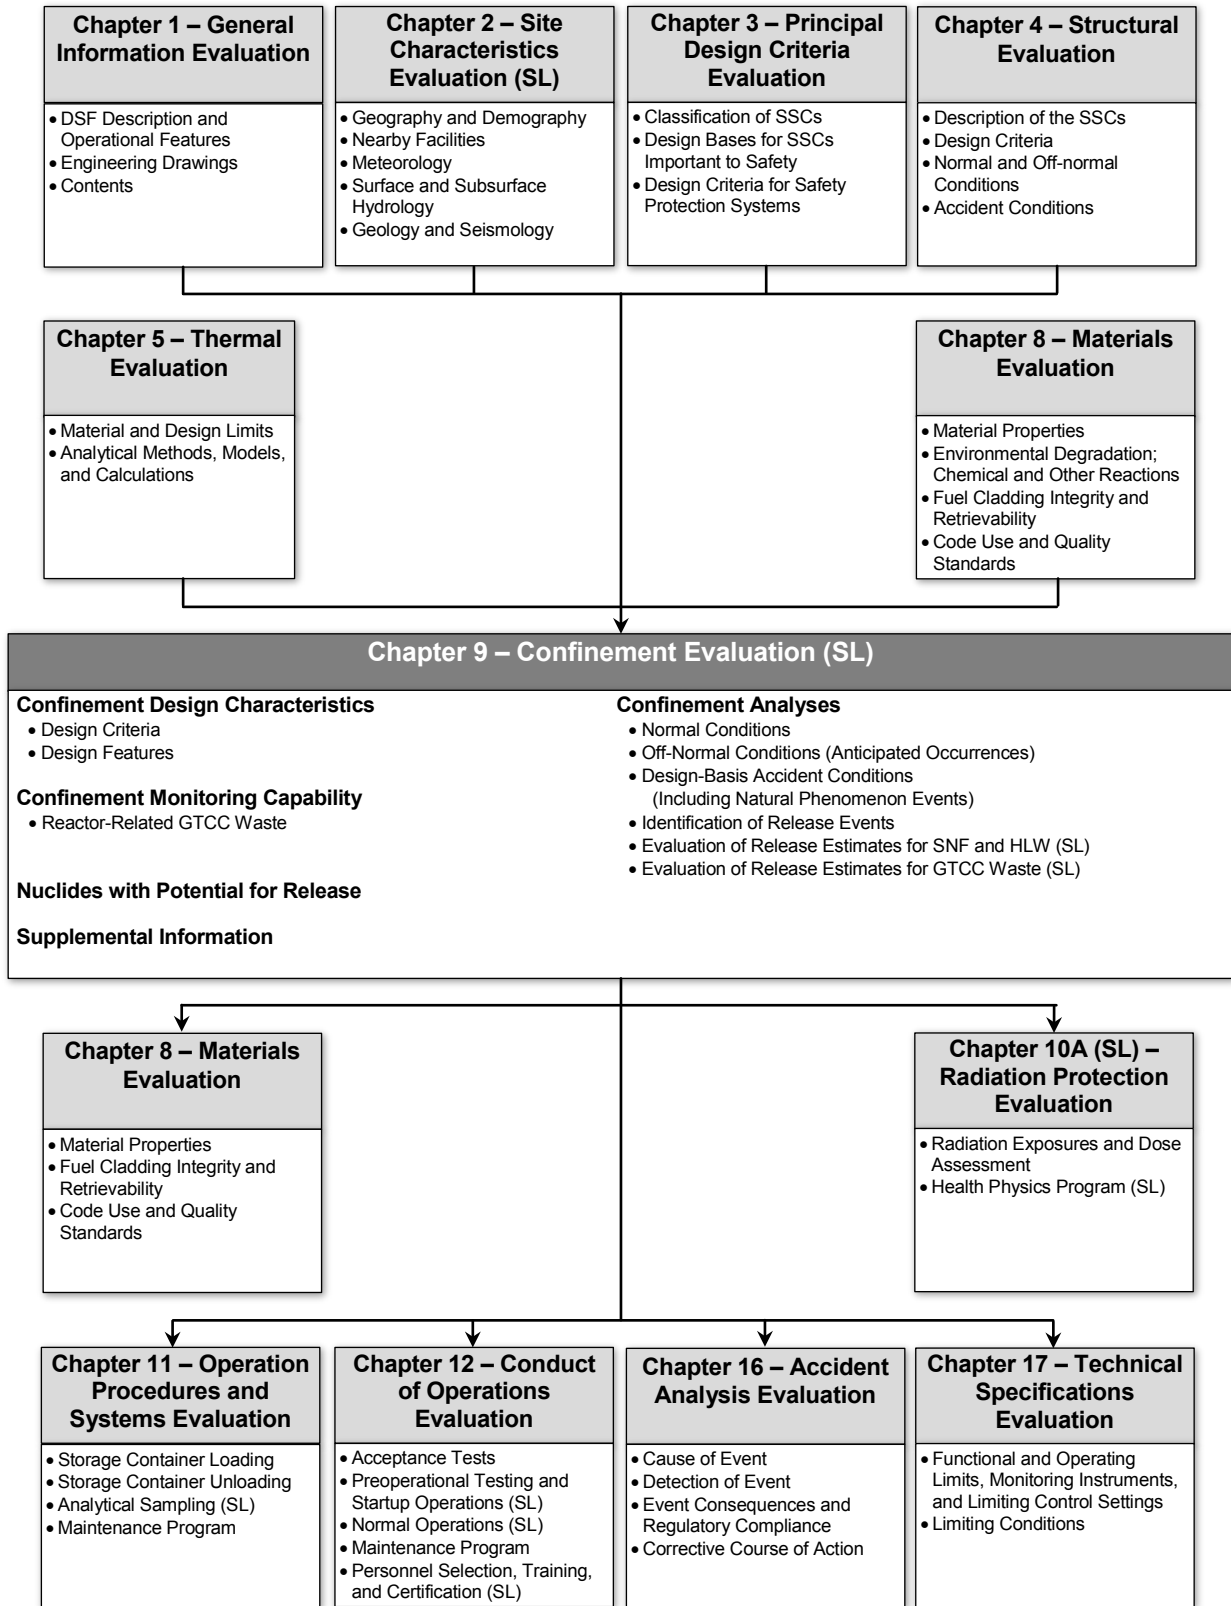 Chapter 1 – General
Information Evaluation
• DSF Description and
Operational Features
• Engineering Drawings
• Contents
Chapter 2 – Site
Characteristics
Evaluation (SL)
• Geography and Demography
• Nearby Facilities
• Meteorology
• Surface and Subsurface
Hydrology
• Geology and Seismology
Chapter 3 – Principal
Design Criteria
Evaluation
• Classification of SSCs
• Design Bases for SSCs
Important to Safety
• Design Criteria for Safety
Protection Systems
Chapter 4 – Structural
Evaluation
• Description of the SSCs
• Design Criteria
• Normal and Off-normal
Conditions
• Accident Conditions
Chapter 5 – Thermal
Evaluation
• Material and Design Limits
• Analytical Methods, Models,
and Calculations
Chapter 8 – Materials
Evaluation
• Material Properties
• Environmental Degradation;
Chemical and Other Reactions
• Fuel Cladding Integrity and
Retrievability
• Code Use and Quality
Standards
Chapter 9 – Confinement Evaluation (SL)
Confinement Design Characteristics
• Design Criteria
• Design Features
Confinement Monitoring Capability
• Reactor-Related GTCC Waste
Nuclides with Potential for Release
Supplemental Information
Confinement Analyses
• Normal Conditions
• Off-Normal Conditions (Anticipated Occurrences)
• Design-Basis Accident Conditions
(Including Natural Phenomenon Events)
• Identification of Release Events
• Evaluation of Release Estimates for SNF and HLW (SL)
• Evaluation of Release Estimates for GTCC Waste (SL)
Chapter 8 – Materials
Evaluation
• Material Properties
• Fuel Cladding Integrity and
Retrievability
• Code Use and Quality
Standards
Chapter 10A (SL) –
Radiation Protection
Evaluation
• Radiation Exposures and Dose
Assessment
• Health Physics Program (SL)
Chapter 11 – Operation
Procedures and
Systems Evaluation
• Storage Container Loading
• Storage Container Unloading
• Analytical Sampling (SL)
• Maintenance Program
Chapter 12 – Conduct
of Operations
Evaluation
• Acceptance Tests
• Preoperational Testing and
Startup Operations (SL)
• Normal Operations (SL)
• Maintenance Program
• Personnel Selection, Training,
and Certification (SL)
Chapter 16 – Accident
Analysis Evaluation
• Cause of Event
• Detection of Event
• Event Consequences and
Regulatory Compliance
• Corrective Course of Action
Chapter 17 – Technical
Specifications
Evaluation
• Functional and Operating
Limits, Monitoring Instruments,
and Limiting Control Settings
• Limiting Conditions